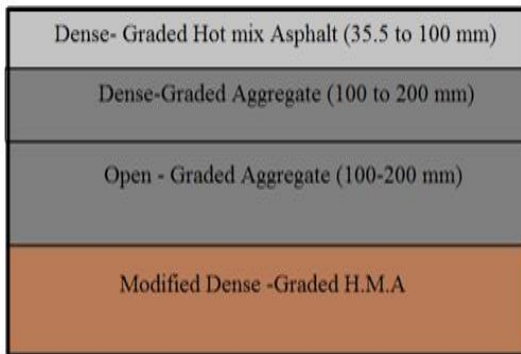 Dense- Graded Hot mix Asphalt (35.5 to 100 mm)
Dense-Graded Aggregate (100 to 200 mm)
Open - Graded Aggregate (100-200 mm)
Modified Dense -Graded H.M.A